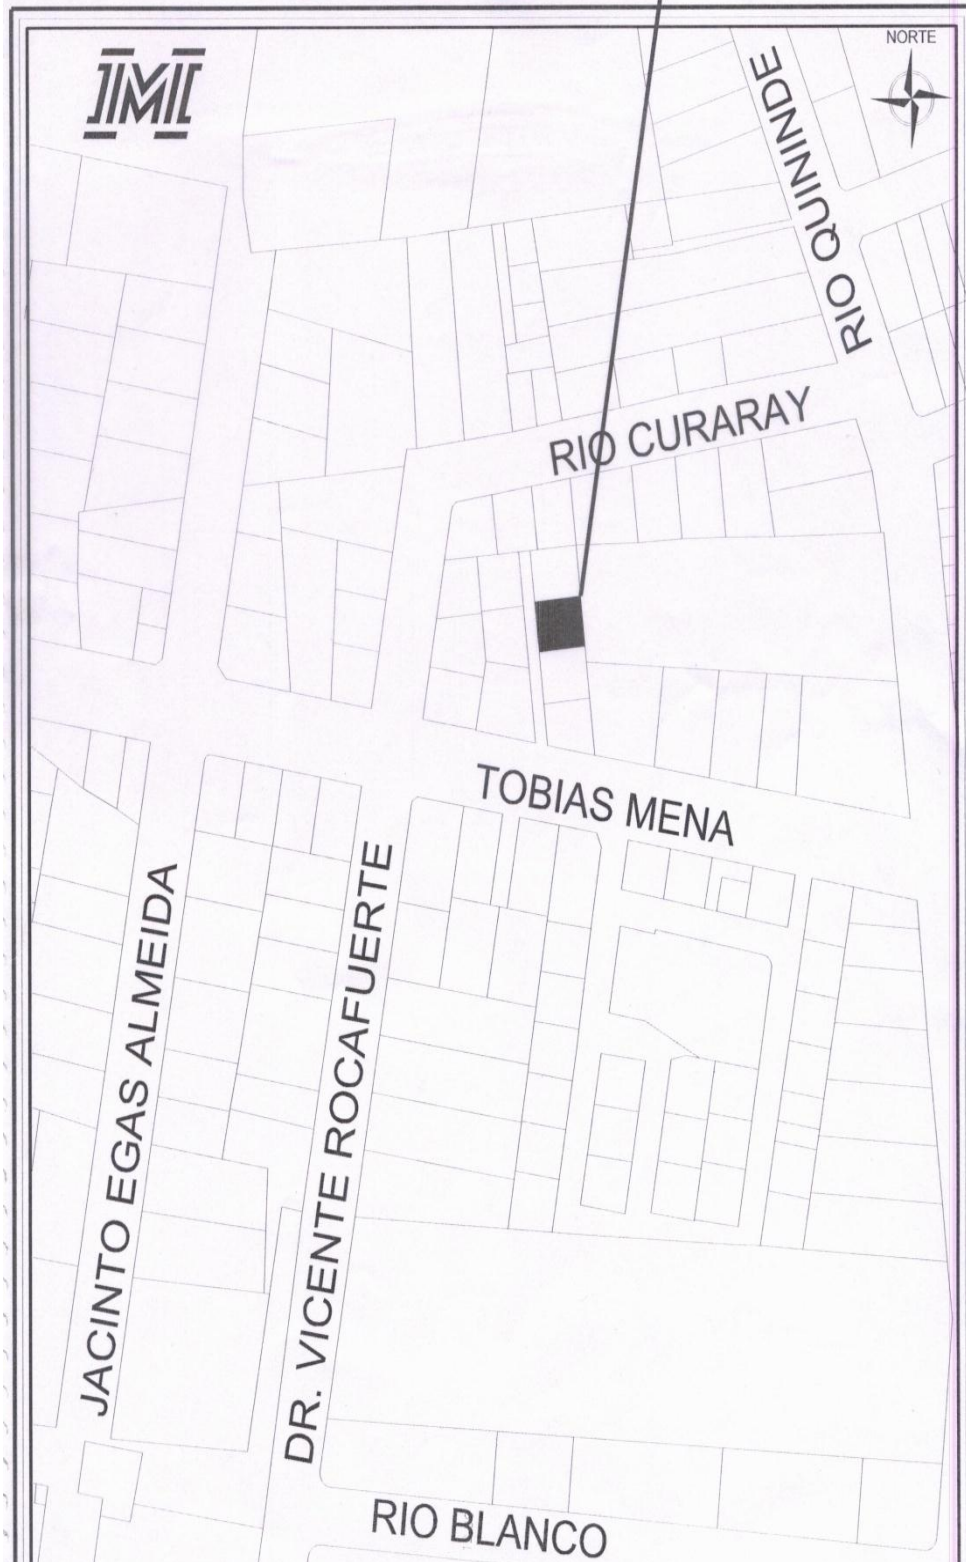 IMI
NORTE
RIO QUININDE
RIO CURARAY
TOBIAS MENA
JACINTO EGAS ALMEIDA
DR. VICENTE ROCAFUERTE
RIO BLANCO